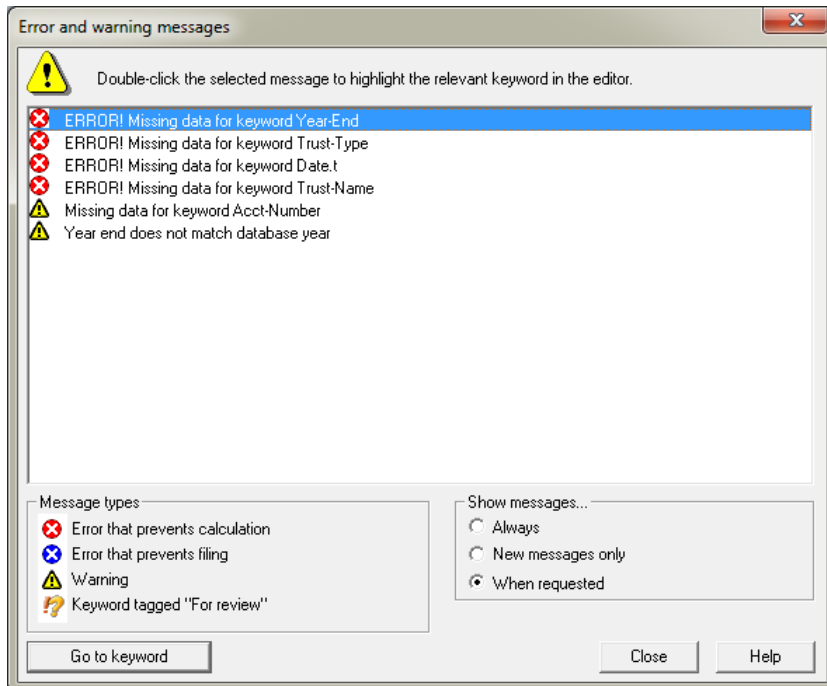 Error and warning messages
Double-click the selected message to highlight the relevant keyword in the editor.
ERROR! Missing data for keyword Year-End
ERROR! Missing data for keyword Trust-Type
ERROR! Missing data for keyword Date.t
ERROR! Missing data for keyword Trust-Name
Missing data for keyword Acct-Number
Year end does not match database year
Message types
Error that prevents calculation
Error that prevents filing
Warning
Keyword tagged "For review"
Show messages...
Always
New messages only
When requested
Go to keyword
Close
Help